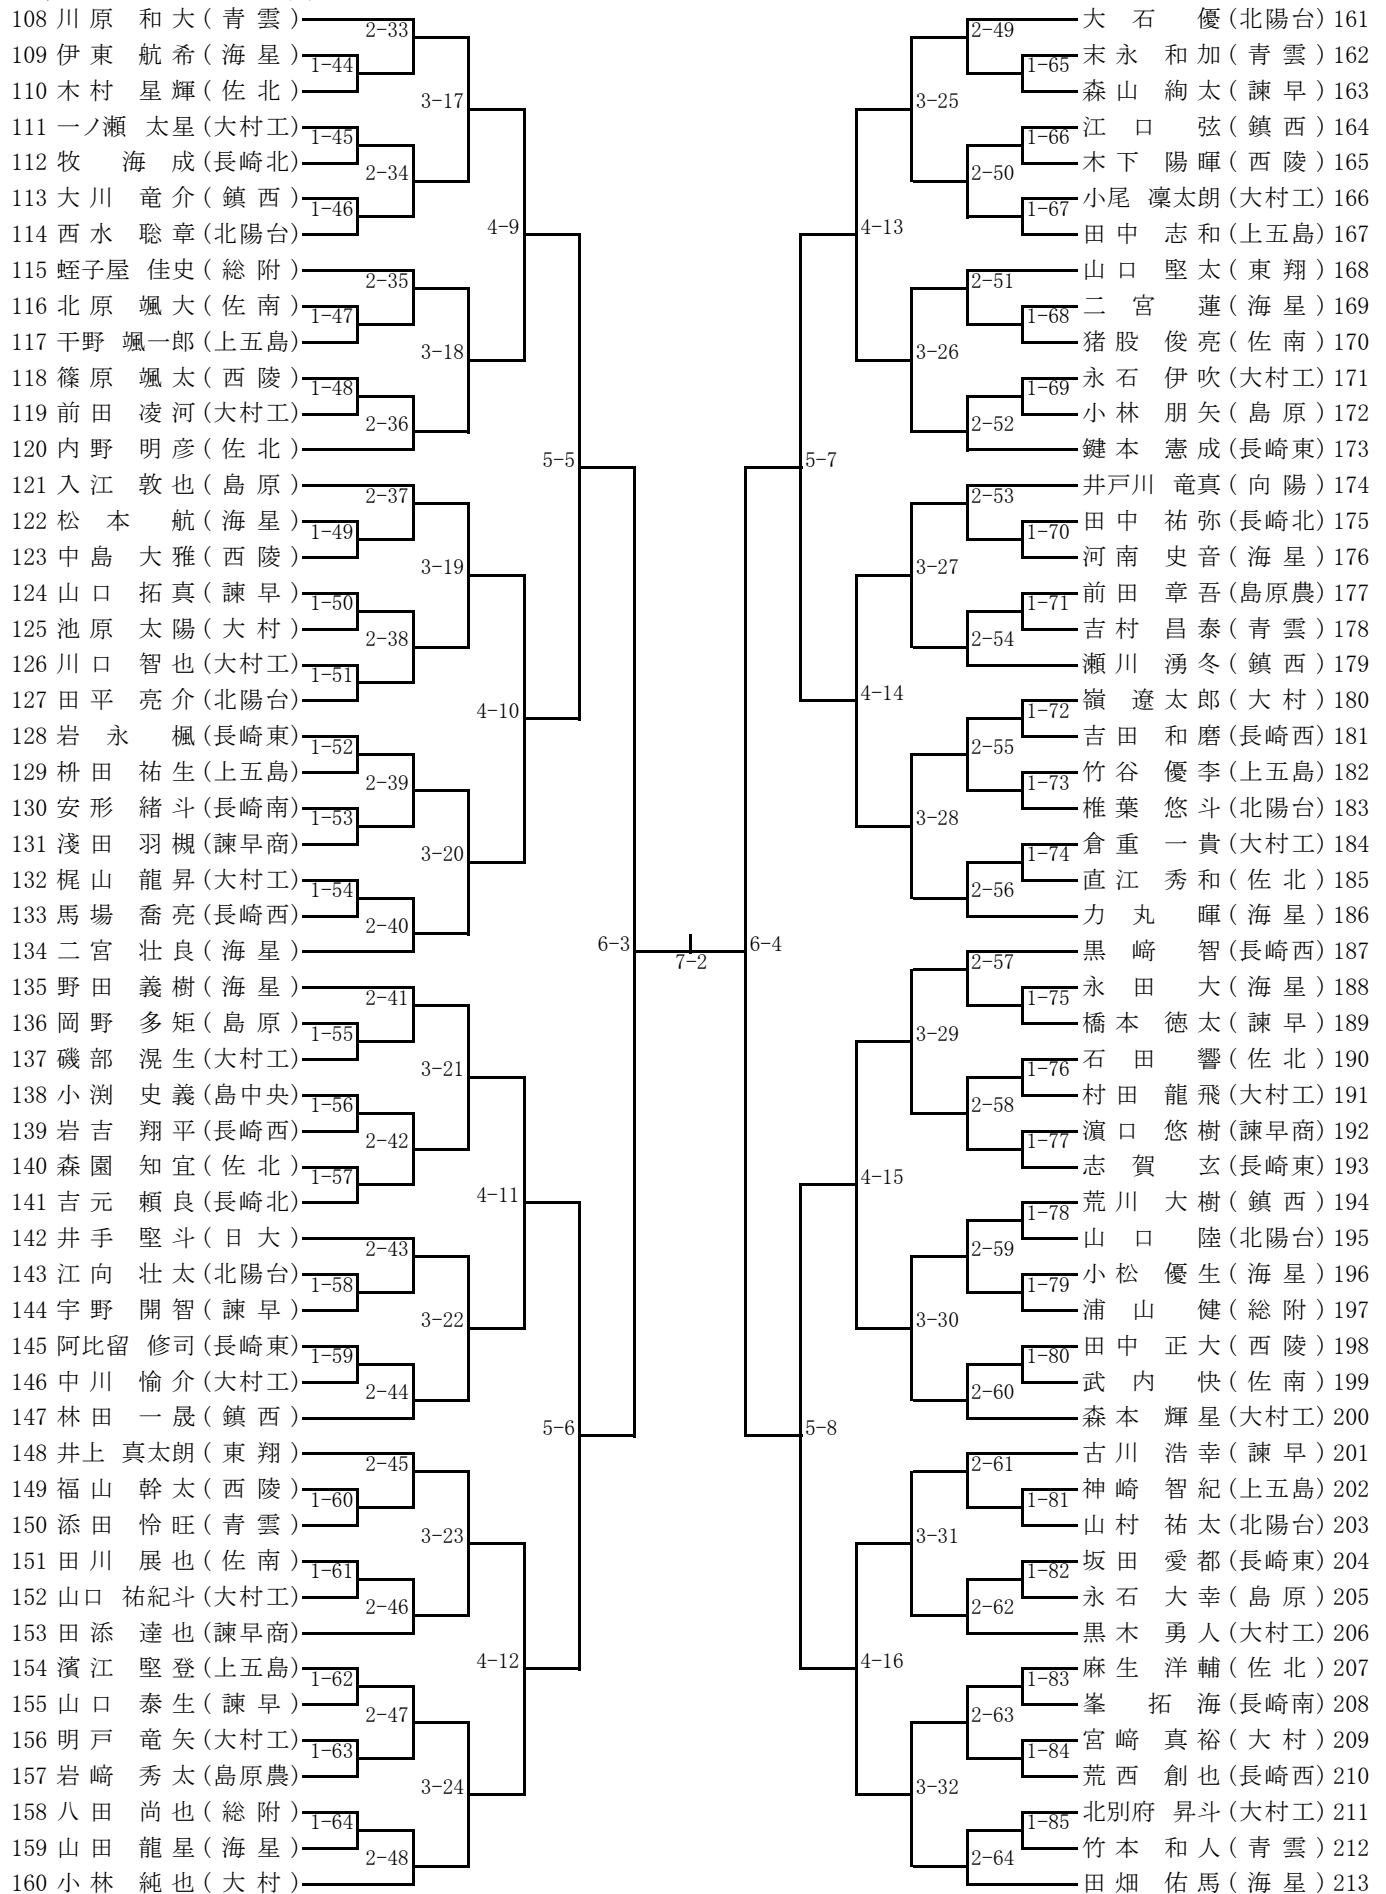 108 川原 和大 (青雲)
109 伊東 航希 (海星)
110 木村 星輝 (佐北)
111 一ノ瀬 太星 (大村工)
112 牧 海成 (長崎北)
113 大川 竜介 (鎮西)
114 西水 聡章 (北陽台)
115 蛭子屋 佳史 (総附)
116 北原 颯大 (佐南)
117 干野 颯一郎 (上五島)
118 篠原 颯太 (西陵)
119 前田 凌河 (大村工)
120 内野 明彦 (佐北)
121 入江 敦也 (島原)
122 松本 航 (海星)
123 中島 大雅 (西陵)
124 山口 拓真 (諫早)
125 池原 太陽 (大村)
126 川口 智也 (大村工)
127 田平 亮介 (北陽台)
128 岩永 楓 (長崎東)
129 枡田 祐生 (上五島)
130 安形 緒斗 (長崎南)
131 淺田 羽槻 (諫早商)
132 梶山 龍昇 (大村工)
133 馬場 喬亮 (長崎西)
134 二宮 壮良 (海星)
135 野田 義樹 (海星)
136 岡野 多矩 (島原)
137 磯部 滉生 (大村工)
138 小渕 史義 (島中央)
139 岩吉 翔平 (長崎西)
140 森園 知宜 (佐北)
141 吉元 頼良 (長崎北)
142 井手 堅斗 (日大)
143 江向 壮太 (北陽台)
144 宇野 開智 (諫早)
145 阿比留 修司 (長崎東)
146 中川 愉介 (大村工)
147 林田 一晟 (鎮西)
148 井上 真太朗 (東翔)
149 福山 幹太 (西陵)
150 添田 怜旺 (青雲)
151 田川 展也 (佐南)
152 山口 祐紀斗 (大村工)
153 田添 達也 (諫早商)
154 濱江 堅登 (上五島)
155 山口 泰生 (諫早)
156 明戸 竜矢 (大村工)
157 岩﨑 秀太 (島原農)
158 八田 尚也 (総附)
159 山田 龍星 (海星)
160 小林 純也 (大村)
2-33
1-44
3-17
1-45
2-34
1-46
4-9
2-35
1-47
3-18
1-48
2-36
5-5
2-37
1-49
3-19
1-50
2-38
1-51
4-10
1-52
2-39
1-53
3-20
1-54
2-40
6-3
2-41
1-55
3-21
1-56
2-42
1-57
4-11
2-43
1-58
3-22
1-59
2-44
5-6
2-45
1-60
3-23
1-61
2-46
4-12
1-62
2-47
1-63
3-24
1-64
2-48
7-2
2-49
1-65
3-25
1-66
2-50
1-67
4-13
2-51
1-68
3-26
1-69
2-52
5-7
2-53
1-70
3-27
1-71
2-54
4-14
1-72
2-55
1-73
3-28
1-74
2-56
6-4
2-57
1-75
3-29
1-76
2-58
1-77
4-15
1-78
2-59
1-79
3-30
1-80
2-60
5-8
2-61
1-81
3-31
1-82
2-62
4-16
1-83
2-63
1-84
3-32
1-85
2-64
大石 優 (北陽台) 161
末永 和加 (青雲) 162
森山 絢太 (諫早) 163
江口 弦 (鎮西) 164
木下 陽暉 (西陵) 165
小尾 凜太朗 (大村工) 166
田中 志和 (上五島) 167
山口 堅太 (東翔) 168
二宮 蓮 (海星) 169
猪股 俊亮 (佐南) 170
永石 伊吹 (大村工) 171
小林 朋矢 (島原) 172
鍵本 憲成 (長崎東) 173
井戸川 竜真 (向陽) 174
田中 祐弥 (長崎北) 175
河南 史音 (海星) 176
前田 章吾 (島原農) 177
吉村 昌泰 (青雲) 178
瀬川 湧冬 (鎮西) 179
嶺 遼太郎 (大村) 180
吉田 和磨 (長崎西) 181
竹谷 優李 (上五島) 182
椎葉 悠斗 (北陽台) 183
倉重 一貴 (大村工) 184
直江 秀和 (佐北) 185
力丸 暉 (海星) 186
黒﨑 智 (長崎西) 187
永田 大 (海星) 188
橋本 徳太 (諫早) 189
石田 響 (佐北) 190
村田 龍飛 (大村工) 191
濵口 悠樹 (諫早商) 192
志賀 玄 (長崎東) 193
荒川 大樹 (鎮西) 194
山口 陸 (北陽台) 195
小松 優生 (海星) 196
浦山 健 (総附) 197
田中 正大 (西陵) 198
武内 快 (佐南) 199
森本 輝星 (大村工) 200
古川 浩幸 (諫早) 201
神崎 智紀 (上五島) 202
山村 祐太 (北陽台) 203
坂田 愛都 (長崎東) 204
永石 大幸 (島原) 205
黒木 勇人 (大村工) 206
麻生 洋輔 (佐北) 207
峯 拓海 (長崎南) 208
宮﨑 真裕 (大村) 209
荒西 創也 (長崎西) 210
北別府 昇斗 (大村工) 211
竹本 和人 (青雲) 212
田畑 佑馬 (海星) 213